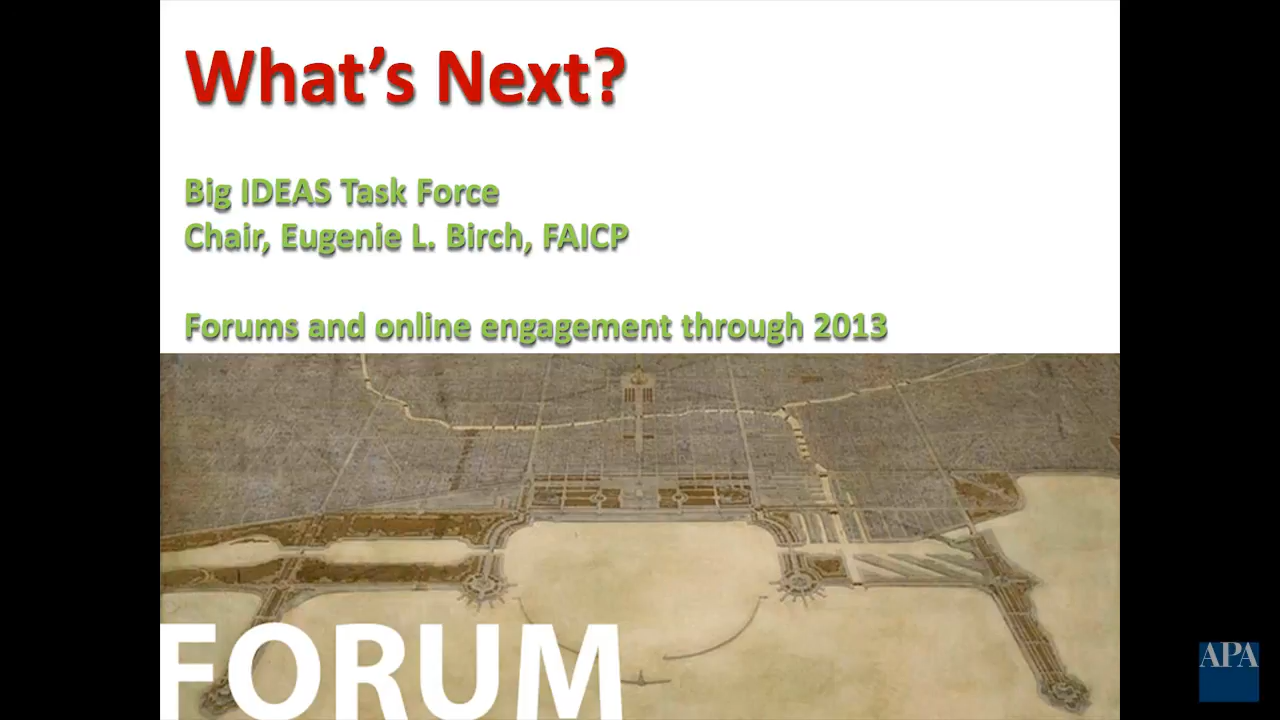 What's Next?
Big IDEAS Task Force
Chair, Eugenie L. Birch, FAICP
Forums and online engagement through 2013
FORUM
APA